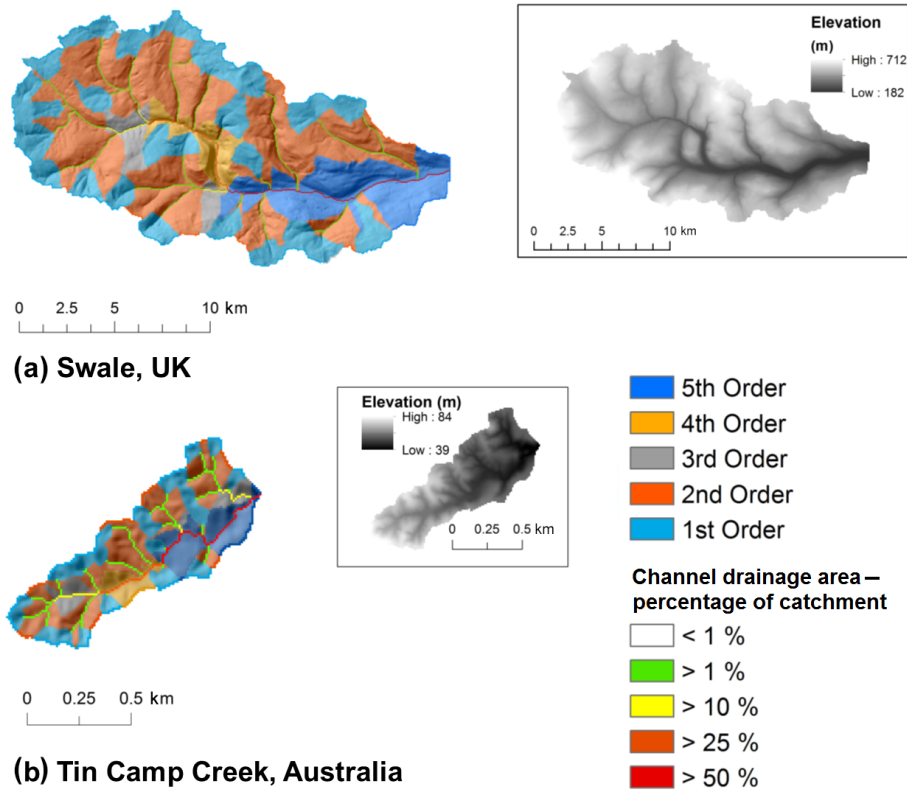 Elevation
(m)
High : 712
Low : 182
0 2.5 5 10 km
0 2.5 5 10 km
(a) Swale, UK
Elevation (m)
High : 84
Low : 39
0 0.25 0.5 km
5th Order
4th Order
3rd Order
2nd Order
1st Order
Channel drainage area –
percentage of catchment
< 1 %
> 1 %
> 10 %
> 25 %
> 50 %
0 0.25 0.5 km
(b) Tin Camp Creek, Australia